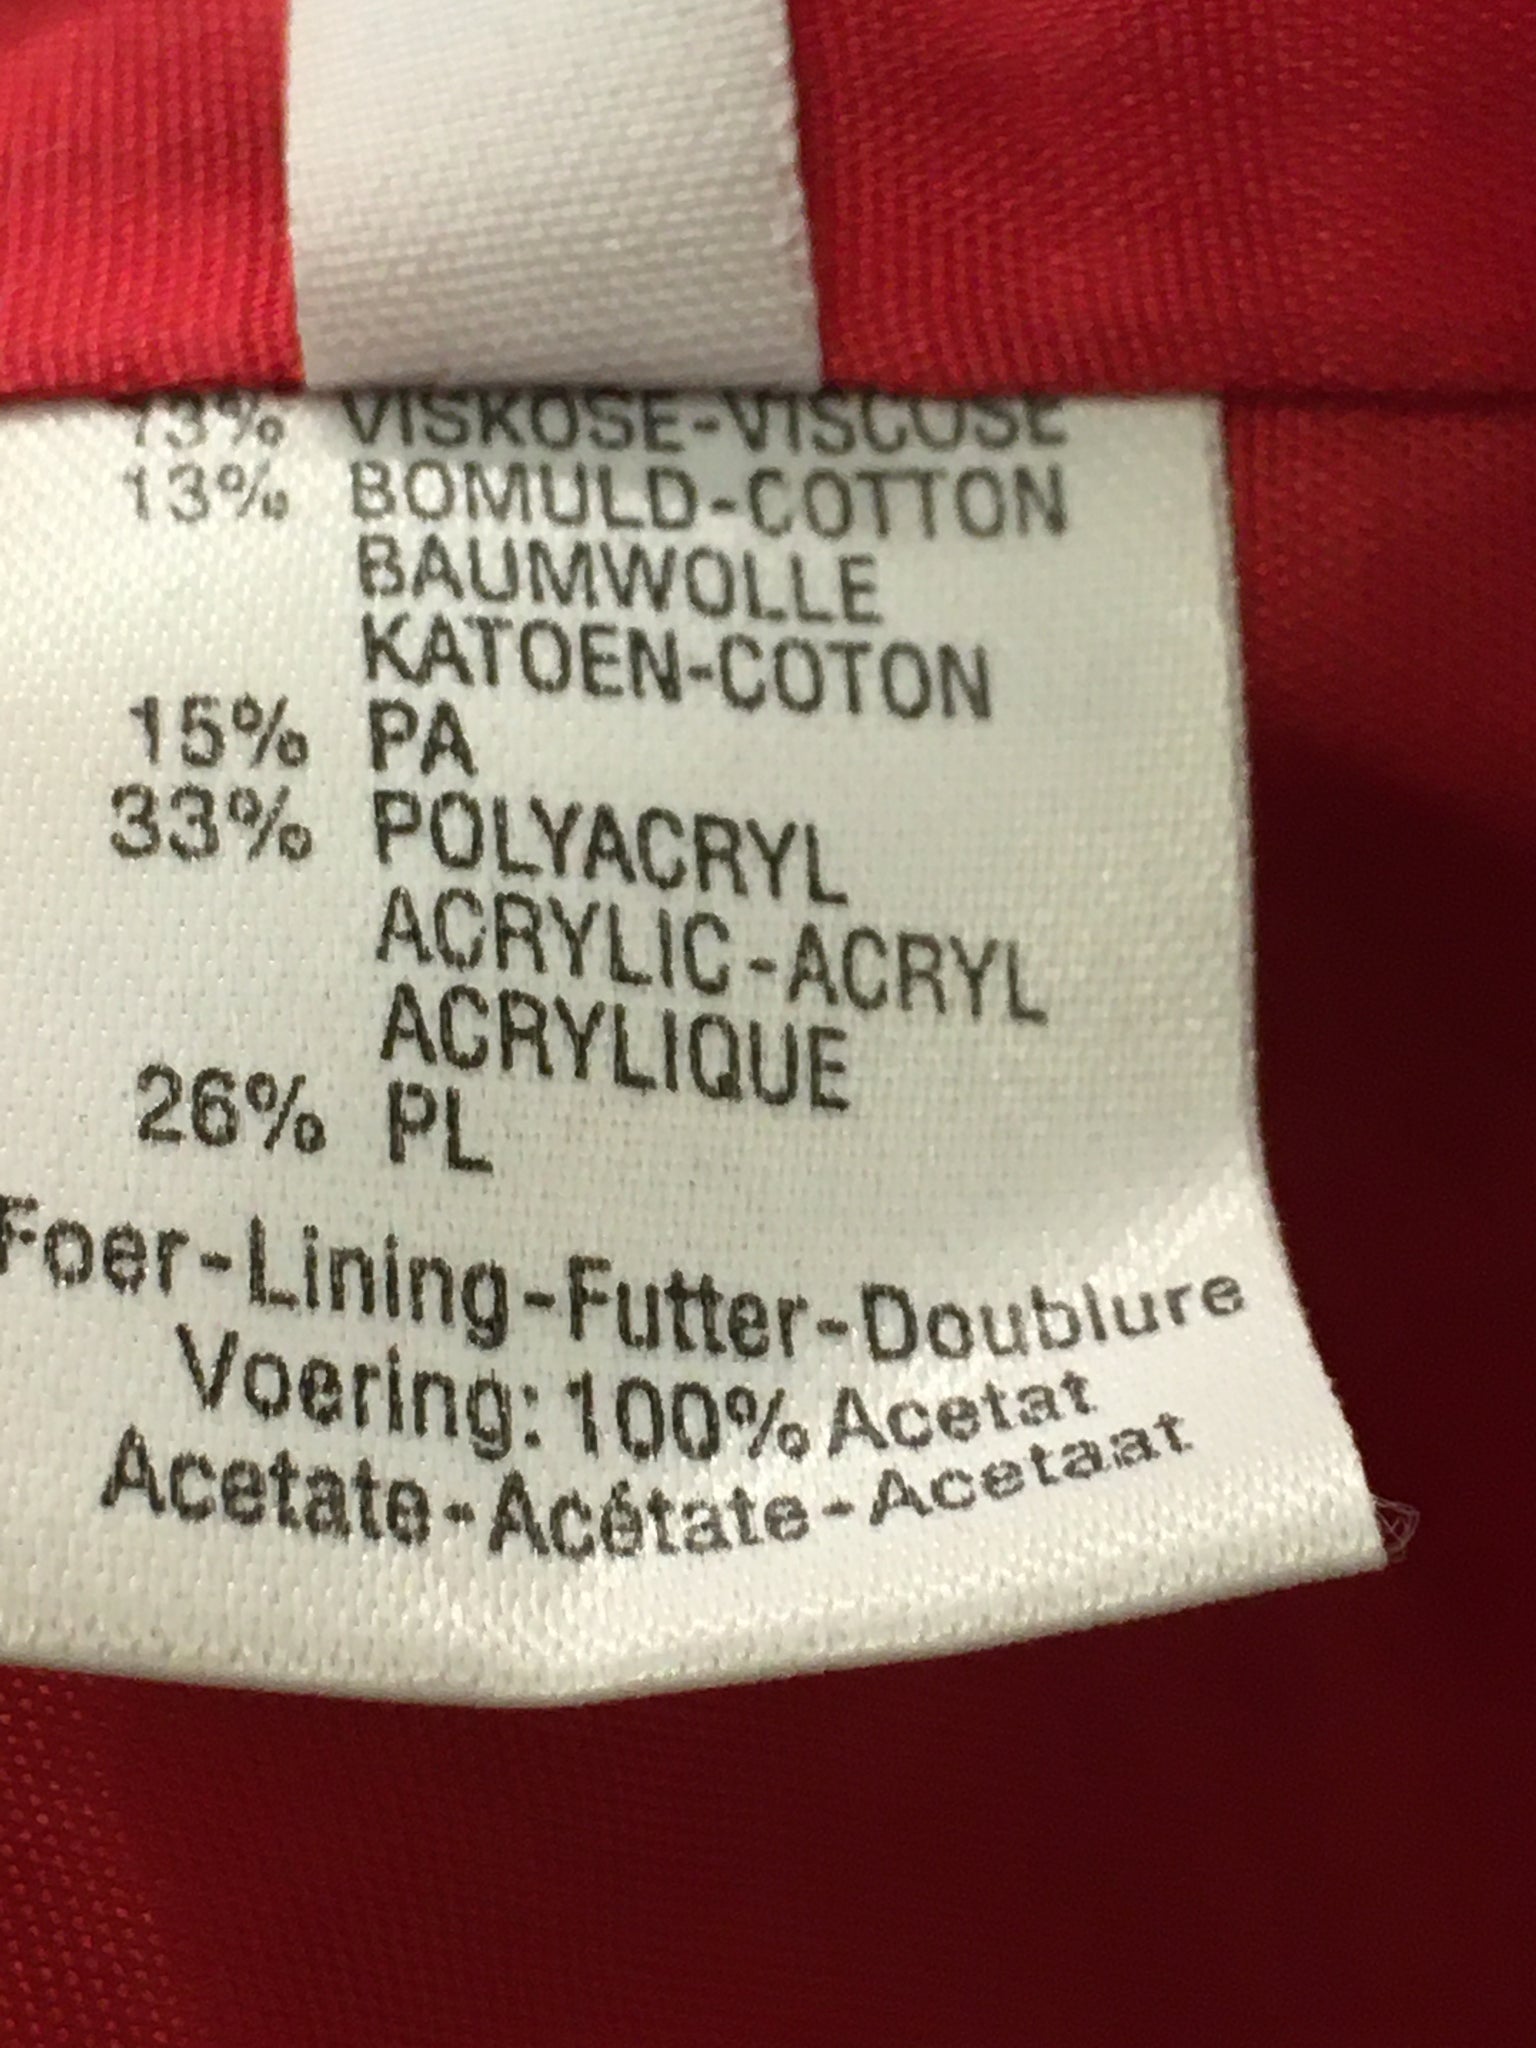 13% VISKOSE-VISCOSE
13% BOMULD-COTTON
BAUMWOLLE
KATOEN-COTON
15% PA
33% POLYACRYL
ACRYLIC-ACRYL
ACRYLIQUE
26% PL
Foer-Lining-Futter-Doublure
Voering: 100% Acetat
Acetate-Acétate-Acetaat